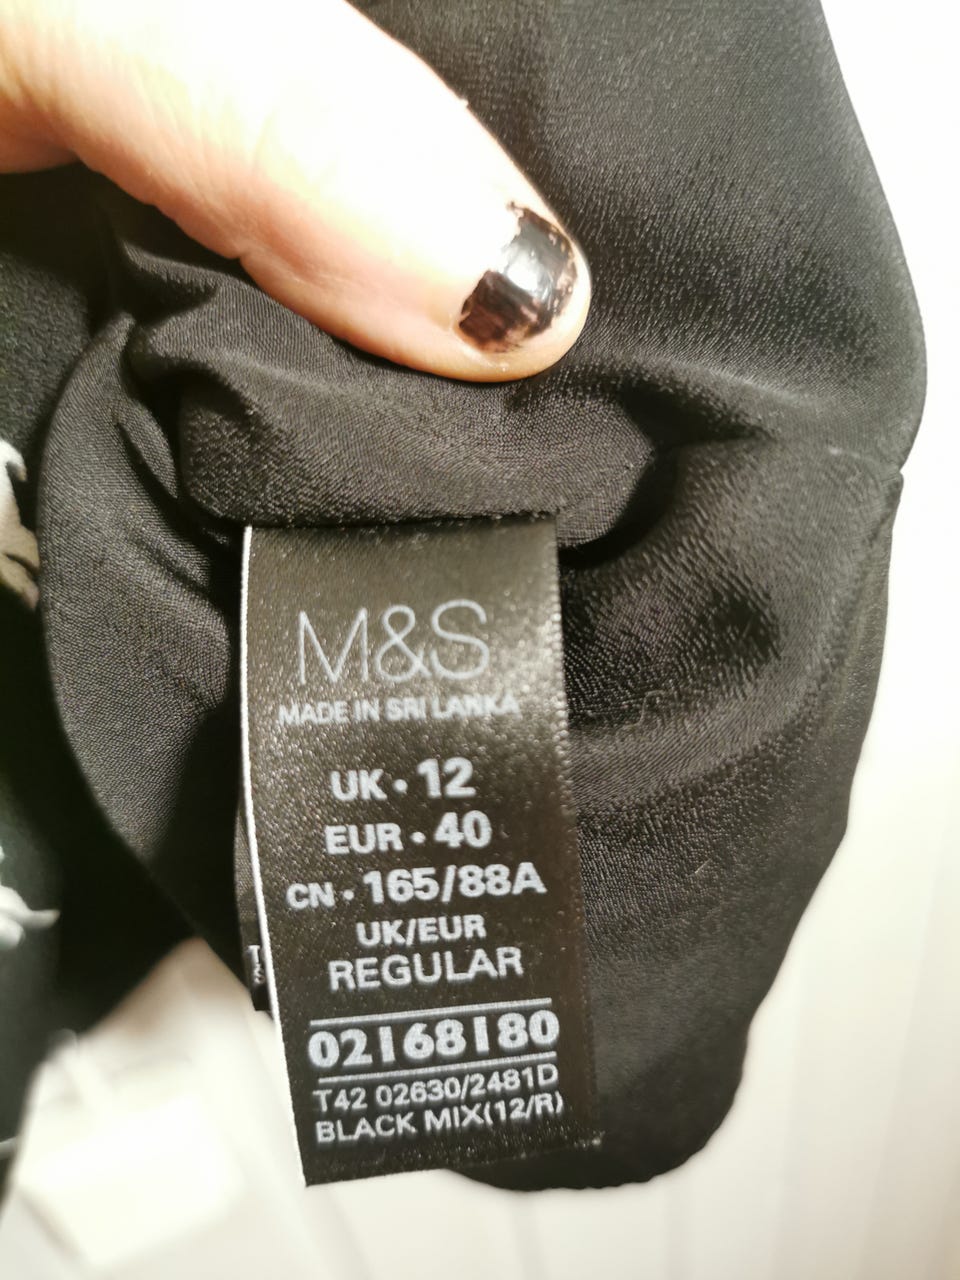 M&S
MADE IN SRI LANKA
UK · 12
EUR · 40
CN · 165/88A
UK/EUR
REGULAR
02168180
T42 02630/2481D
BLACK MIX(12/R)